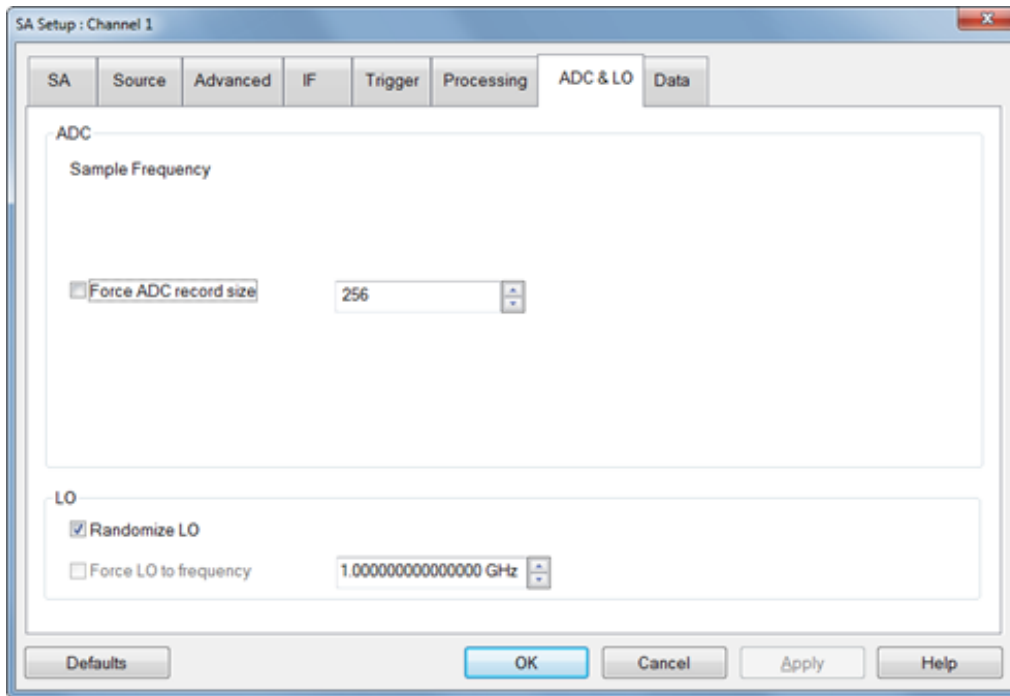 SA Setup : Channel 1
SA Source Advanced IF Trigger Processing ADC & LO Data
ADC
Sample Frequency
Force ADC record size 256
LO
Randomize LO
Force LO to frequency 1.000000000000000 GHz
Defaults OK Cancel Apply Help